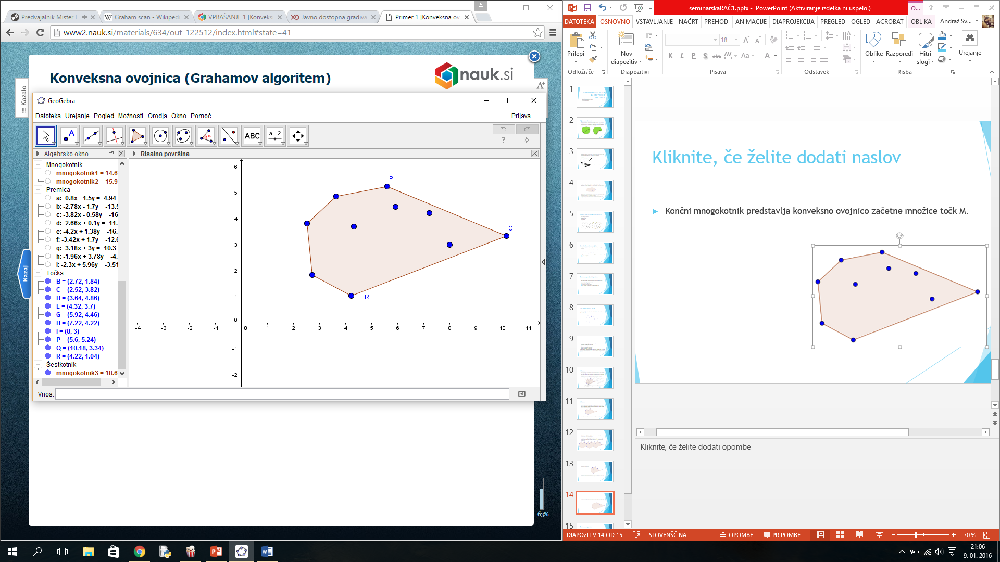 Predvajalnik Mister D
Graham scan - Wikipedi
VPRAŠANJE 1 [Konveksn
Javno dostopna gradiva
Primer 1 [Konveksna ov
www2.nauk.si/materials/634/out-122512/index.html#state=41
Konveksna ovojnica (Grahamov algoritem)
nauk.si
Kazalo
A+
Nazaj
63%
GeoGebra
Datoteka Urejanje Pogled Možnosti Orodja Okno Pomoč
Prijava...
A
α
ABC
a=2
?
Algebrsko okno
Risalna površina
Mnogokotnik
mnogokotnik1 = 14.6
mnogokotnik2 = 15.9
Premica
a: -0.8x - 1.5y = -4.94
b: -2.78x - 1.7y = -13.5
c: -3.82x - 0.58y = -16
d: -2.66x + 0.1y = -11.
e: -4.2x + 1.38y = -16.
f: -3.42x + 1.7y = -12.6
g: -3.18x + 3y = -10.3
h: -1.96x + 3.78y = -4.
i: -2.3x + 5.96y = -3.51
Točka
B = (2.72, 1.84)
C = (2.52, 3.82)
D = (3.64, 4.86)
E = (4.32, 3.7)
G = (5.92, 4.46)
H = (7.22, 4.22)
I = (8, 3)
P = (5.6, 5.24)
Q = (10.18, 3.34)
R = (4.22, 1.04)
Šestkotnik
mnogokotnik3 = 18.6
6
5
4
3
2
1
0
-1
-2
-4 -3 -2 -1 0 1 2 3 4 5 6 7 8 9 10 11
P
Q
R
Vnos:
seminarskaRAČ1.pptx - PowerPoint (Aktiviranje izdelka ni uspelo.)
O...
?
DATOTEKA OSNOVNO VSTAVLJANJE NAČRT PREHODI ANIMACIJE DIAPROJEKCIJA PREGLED OGLED ACROBAT OBLIKA Andraž Sv...
Prilepi
Odložišče
Nov
diapozitiv
Diapozitivi
18
K L P S abc AV Aa A
Pisava
Odstavek
Oblike
Razporedi
Hitri
slogi
Risba
Urejanje
1
2
3
4
5
6
7
8
9
10
11
12
13
14
15
Kliknite, če želite dodati naslov
Končni mnogokotnik predstavlja konveksno ovojnico začetne množice točk M.
Kliknite, če želite dodati opombe
DIAPOZITIV 14 OD 15
SLOVENŠČINA
OPOMBE
PRIPOMBE
70 %
21:06
9. 01. 2016